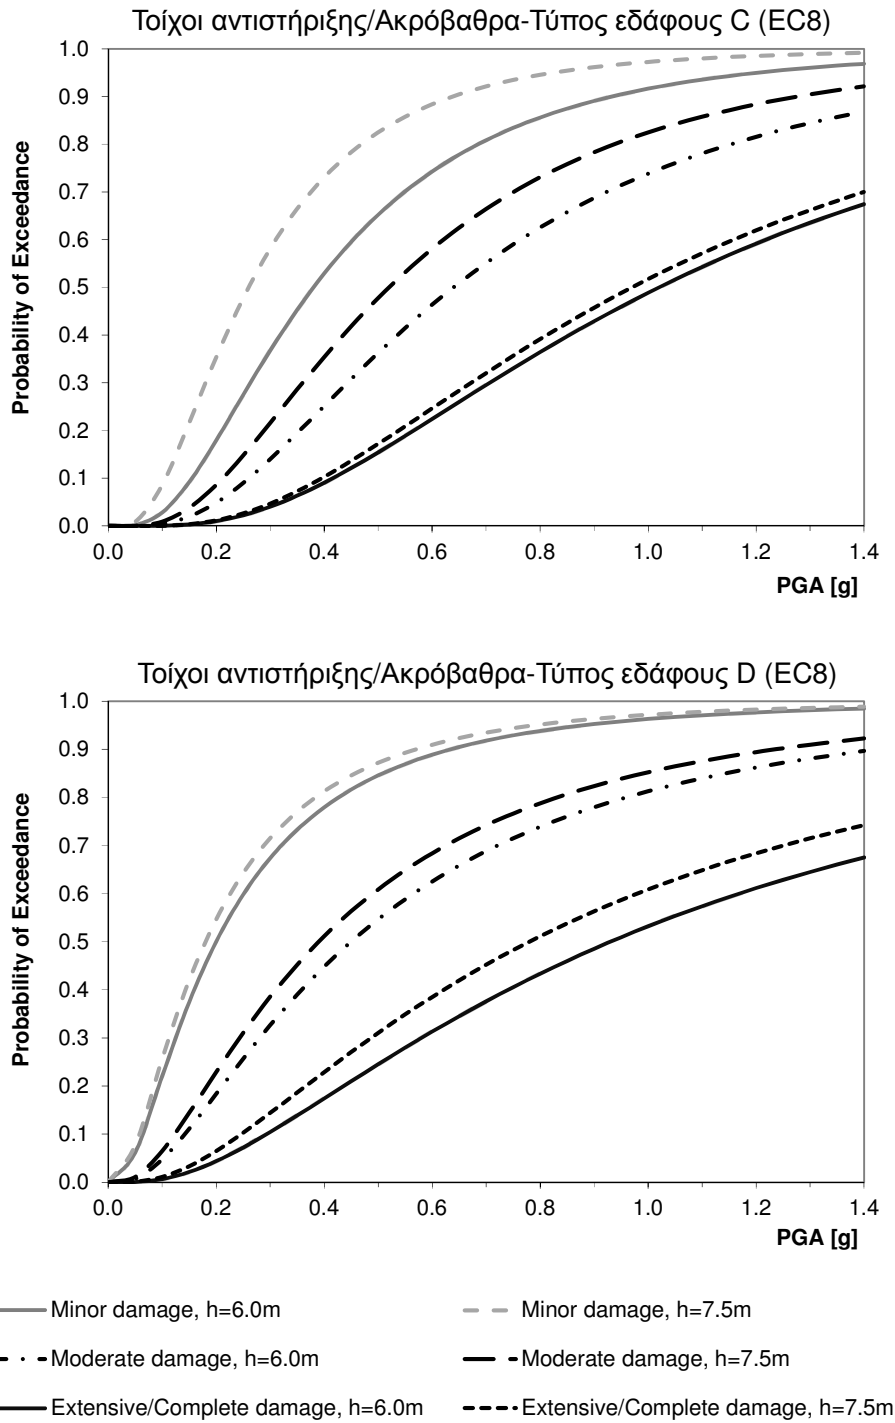 Τοίχοι αντιστήριξης/Ακρόβαθρα-Τύπος εδάφους C (EC8)
1.0
0.9
0.8
0.7
0.6
0.5
0.4
0.3
0.2
0.1
0.0
Probability of Exceedance
0.0 0.2 0.4 0.6 0.8 1.0 1.2 1.4
PGA [g]
Τοίχοι αντιστήριξης/Ακρόβαθρα-Τύπος εδάφους D (EC8)
1.0
0.9
0.8
0.7
0.6
0.5
0.4
0.3
0.2
0.1
0.0
Probability of Exceedance
0.0 0.2 0.4 0.6 0.8 1.0 1.2 1.4
PGA [g]
Minor damage, h=6.0m Minor damage, h=7.5m
Moderate damage, h=6.0m Moderate damage, h=7.5m
Extensive/Complete damage, h=6.0m Extensive/Complete damage, h=7.5m